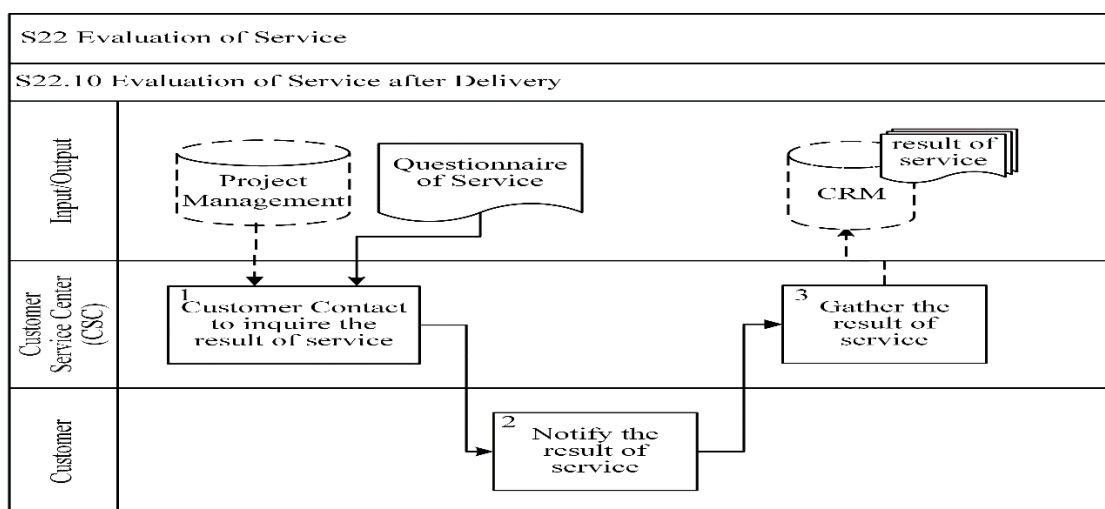 S22 Evaluation of Service
S22.10 Evaluation of Service after Delivery
Input/Output
Project
Management
Questionnaire
of Service
CRM
result of
service
Customer
Service Center
(CSC)
1
Customer Contact
to inquire the
result of service
3
Gather the
result of
service
Customer
2
Notify the
result of
service